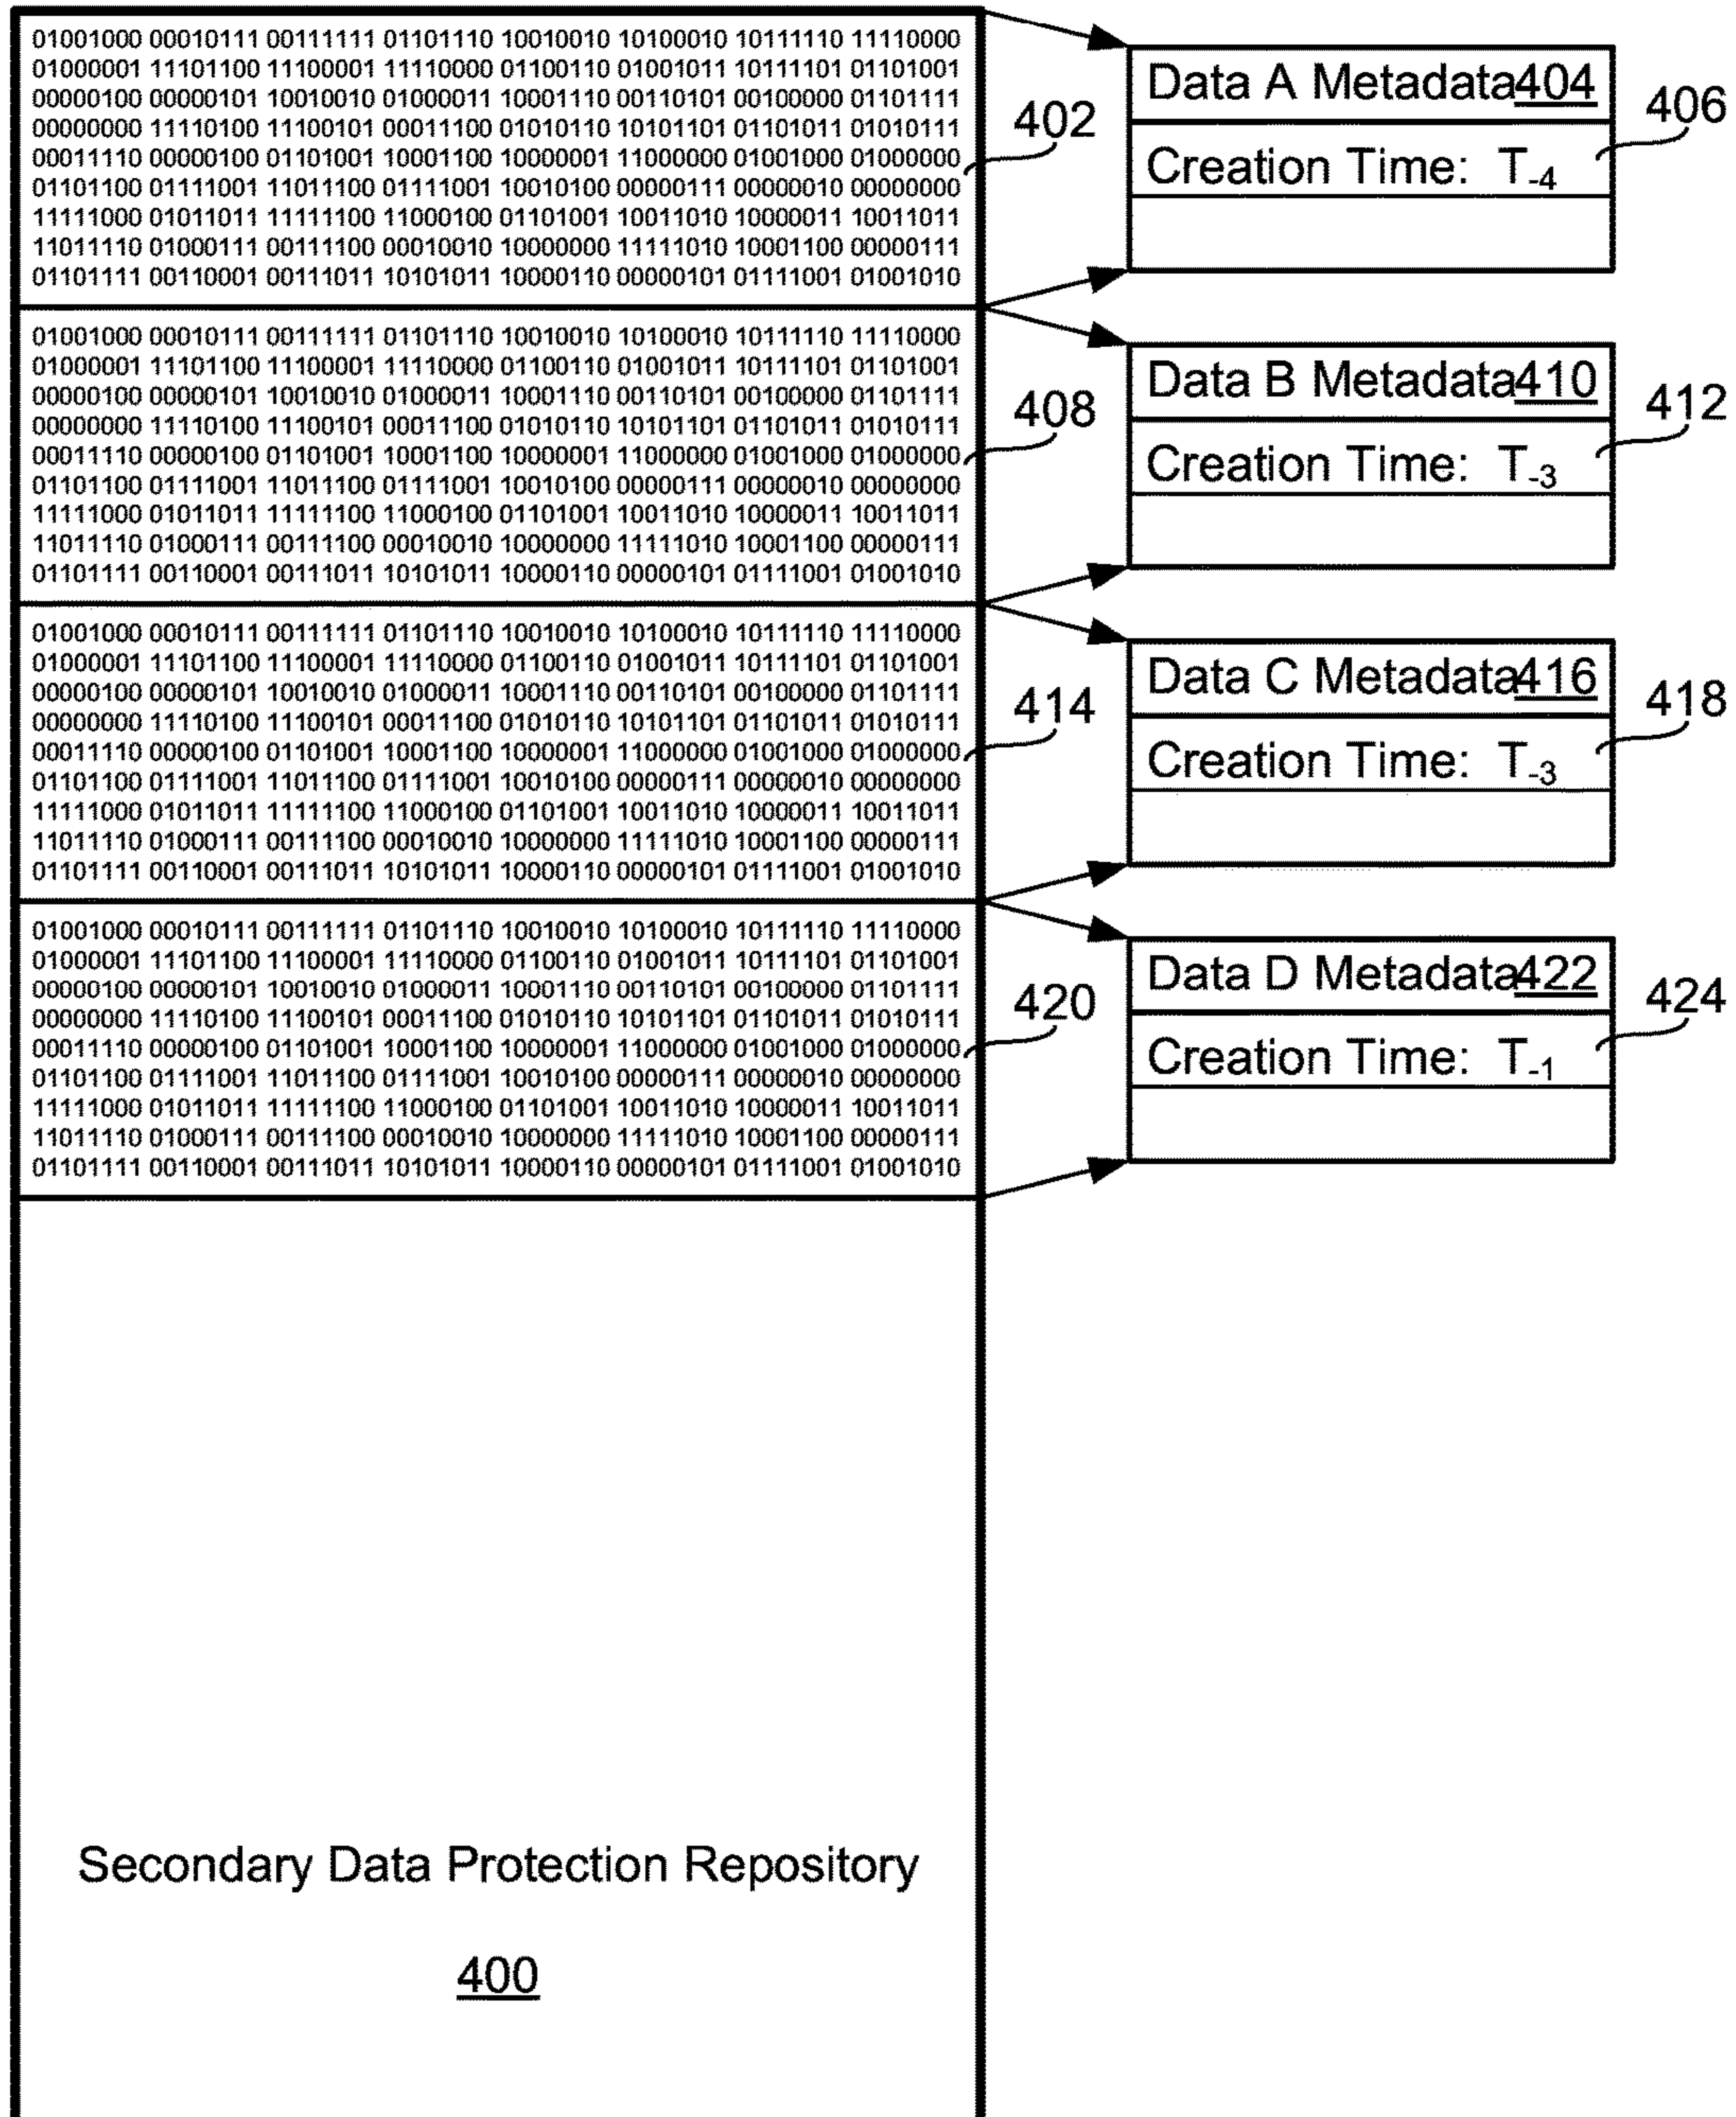 01001000 00010111 00111111 01101110 10010010 10100010 10111110 11110000
01000001 11101100 11100001 11110000 01100110 01001011 10111101 01101001
00000100 00000101 10010010 01000011 10001110 00110101 00100000 01101111
00000000 11110100 11100101 00011100 01010110 10101101 01101011 01010111
00011110 00000100 01101001 10001100 10000001 11000000 01001000 01000000
01101100 01111001 11011100 01111001 10010100 00000111 00000010 00000000
11111000 01011011 11111100 11000100 01101001 10011010 10000011 10011011
11011110 01000111 00111100 00010010 10000000 11111010 10001100 00000111
01101111 00110001 00111011 10101011 10000110 00000101 01111001 01001010
402
Data A Metadata 404
406
Creation Time: T-4
01001000 00010111 00111111 01101110 10010010 10100010 10111110 11110000
01000001 11101100 11100001 11110000 01100110 01001011 10111101 01101001
00000100 00000101 10010010 01000011 10001110 00110101 00100000 01101111
00000000 11110100 11100101 00011100 01010110 10101101 01101011 01010111
00011110 00000100 01101001 10001100 10000001 11000000 01001000 01000000
01101100 01111001 11011100 01111001 10010100 00000111 00000010 00000000
11111000 01011011 11111100 11000100 01101001 10011010 10000011 10011011
11011110 01000111 00111100 00010010 10000000 11111010 10001100 00000111
01101111 00110001 00111011 10101011 10000110 00000101 01111001 01001010
408
Data B Metadata 410
412
Creation Time: T-3
01001000 00010111 00111111 01101110 10010010 10100010 10111110 11110000
01000001 11101100 11100001 11110000 01100110 01001011 10111101 01101001
00000100 00000101 10010010 01000011 10001110 00110101 00100000 01101111
00000000 11110100 11100101 00011100 01010110 10101101 01101011 01010111
00011110 00000100 01101001 10001100 10000001 11000000 01001000 01000000
01101100 01111001 11011100 01111001 10010100 00000111 00000010 00000000
11111000 01011011 11111100 11000100 01101001 10011010 10000011 10011011
11011110 01000111 00111100 00010010 10000000 11111010 10001100 00000111
01101111 00110001 00111011 10101011 10000110 00000101 01111001 01001010
414
Data C Metadata 416
418
Creation Time: T-3
01001000 00010111 00111111 01101110 10010010 10100010 10111110 11110000
01000001 11101100 11100001 11110000 01100110 01001011 10111101 01101001
00000100 00000101 10010010 01000011 10001110 00110101 00100000 01101111
00000000 11110100 11100101 00011100 01010110 10101101 01101011 01010111
00011110 00000100 01101001 10001100 10000001 11000000 01001000 01000000
01101100 01111001 11011100 01111001 10010100 00000111 00000010 00000000
11111000 01011011 11111100 11000100 01101001 10011010 10000011 10011011
11011110 01000111 00111100 00010010 10000000 11111010 10001100 00000111
01101111 00110001 00111011 10101011 10000110 00000101 01111001 01001010
420
Data D Metadata 422
424
Creation Time: T-1
Secondary Data Protection Repository
400